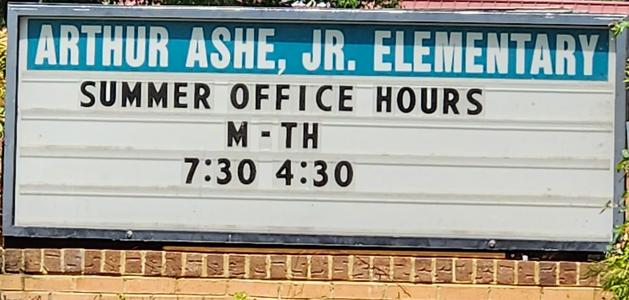 ARTHUR ASHE, JR. ELEMENTARY
SUMMER OFFICE HOURS
M - TH
7:30 4:30